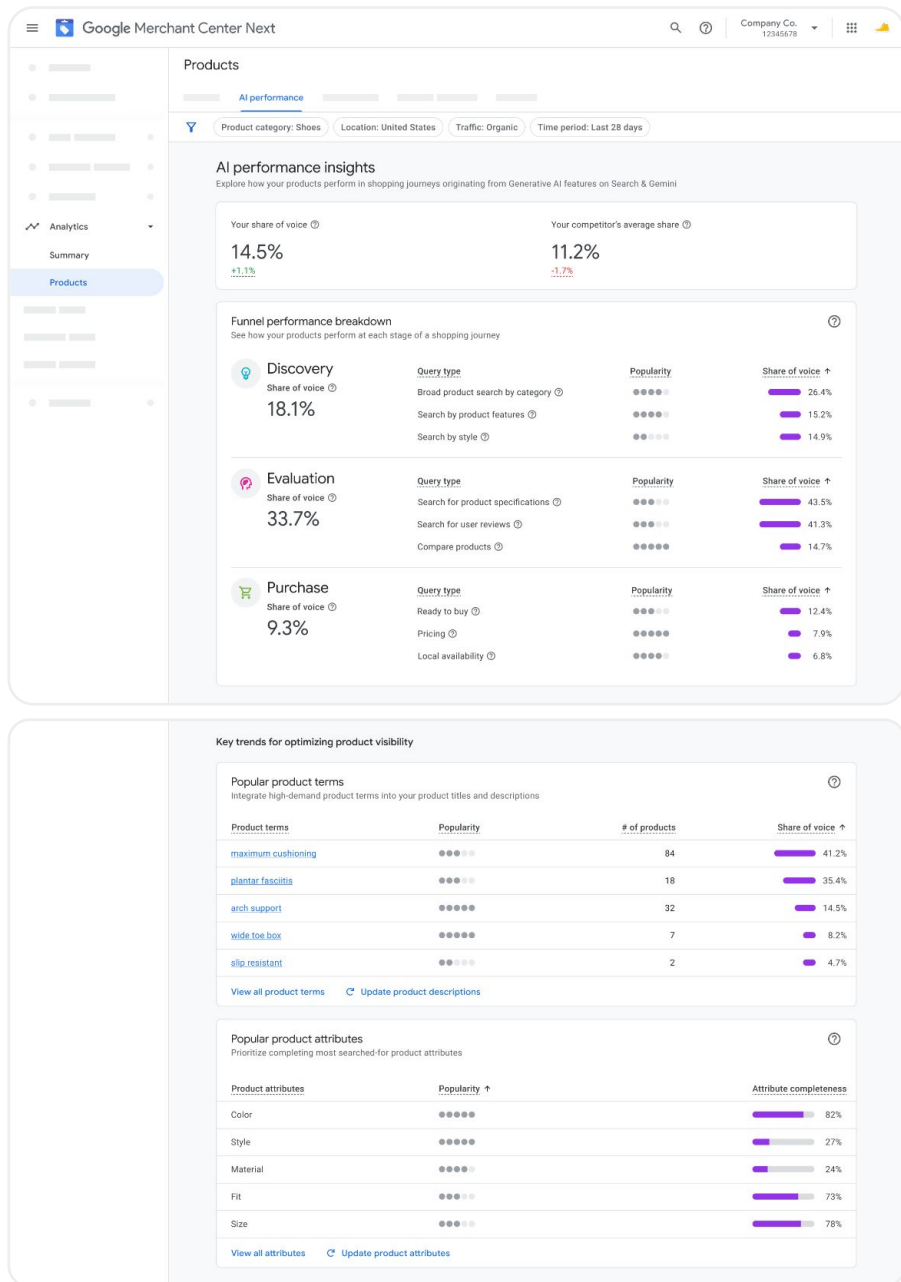 Google Merchant Center Next
Company Co.
12345678
Products
AI performance
Product category: Shoes
Location: United States
Traffic: Organic
Time period: Last 28 days
AI performance insights
Explore how your products perform in shopping journeys originating from Generative AI features on Search & Gemini
Analytics
Summary
Products
Your share of voice
14.5%
+1.1%
Your competitor's average share
11.2%
-1.7%
Funnel performance breakdown
See how your products perform at each stage of a shopping journey
Discovery
Share of voice
18.1%
Query type Popularity Share of voice ↑
Broad product search by category 26.4%
Search by product features 15.2%
Search by style 14.9%
Evaluation
Share of voice
33.7%
Query type Popularity Share of voice ↑
Search for product specifications 43.5%
Search for user reviews 41.3%
Compare products 14.7%
Purchase
Share of voice
9.3%
Query type Popularity Share of voice ↑
Ready to buy 12.4%
Pricing 7.9%
Local availability 6.8%
Key trends for optimizing product visibility
Popular product terms
Integrate high-demand product terms into your product titles and descriptions
Product terms Popularity # of products Share of voice ↑
maximum cushioning 84 41.2%
plantar fasciitis 18 35.4%
arch support 32 14.5%
wide toe box 7 8.2%
slip resistant 2 4.7%
View all product terms Update product descriptions
Popular product attributes
Prioritize completing most searched-for product attributes
Product attributes Popularity ↑ Attribute completeness
Color 82%
Style 27%
Material 24%
Fit 73%
Size 78%
View all attributes Update product attributes